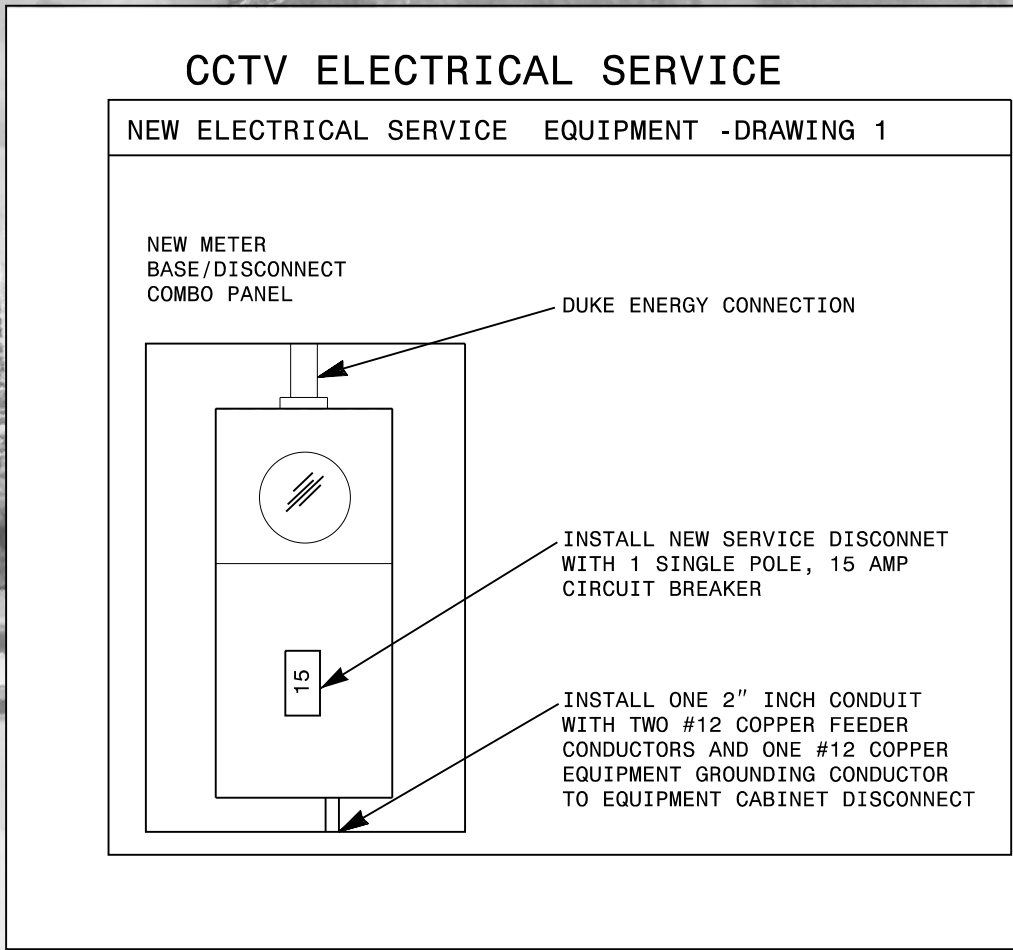 CCTV ELECTRICAL SERVICE
NEW ELECTRICAL SERVICE EQUIPMENT -DRAWING 1
NEW METER
BASE/DISCONNECT
COMBO PANEL
DUKE ENERGY CONNECTION
INSTALL NEW SERVICE DISCONNET
WITH 1 SINGLE POLE, 15 AMP
CIRCUIT BREAKER
15
INSTALL ONE 2" INCH CONDUIT
WITH TWO #12 COPPER FEEDER
CONDUCTORS AND ONE #12 COPPER
EQUIPMENT GROUNDING CONDUCTOR
TO EQUIPMENT CABINET DISCONNECT